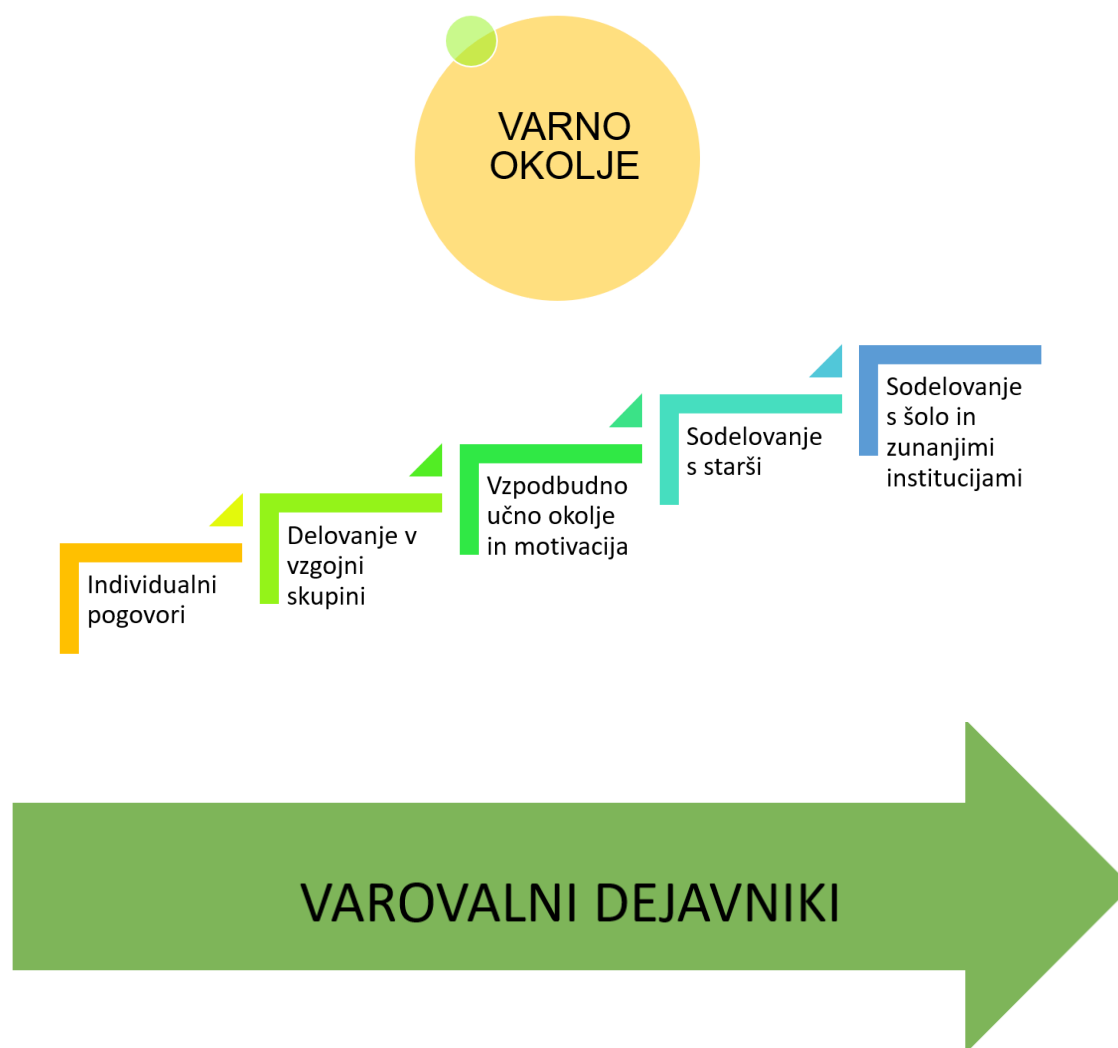 VARNO
OKOLJE
Individualni
pogovori
Delovanje v
vzgojni
skupini
Vzpodbudno
učno okolje
in motivacija
Sodelovanje
s starši
Sodelovanje
s šolo in
zunanjimi
institucijami
VAROVALNI DEJAVNIKI